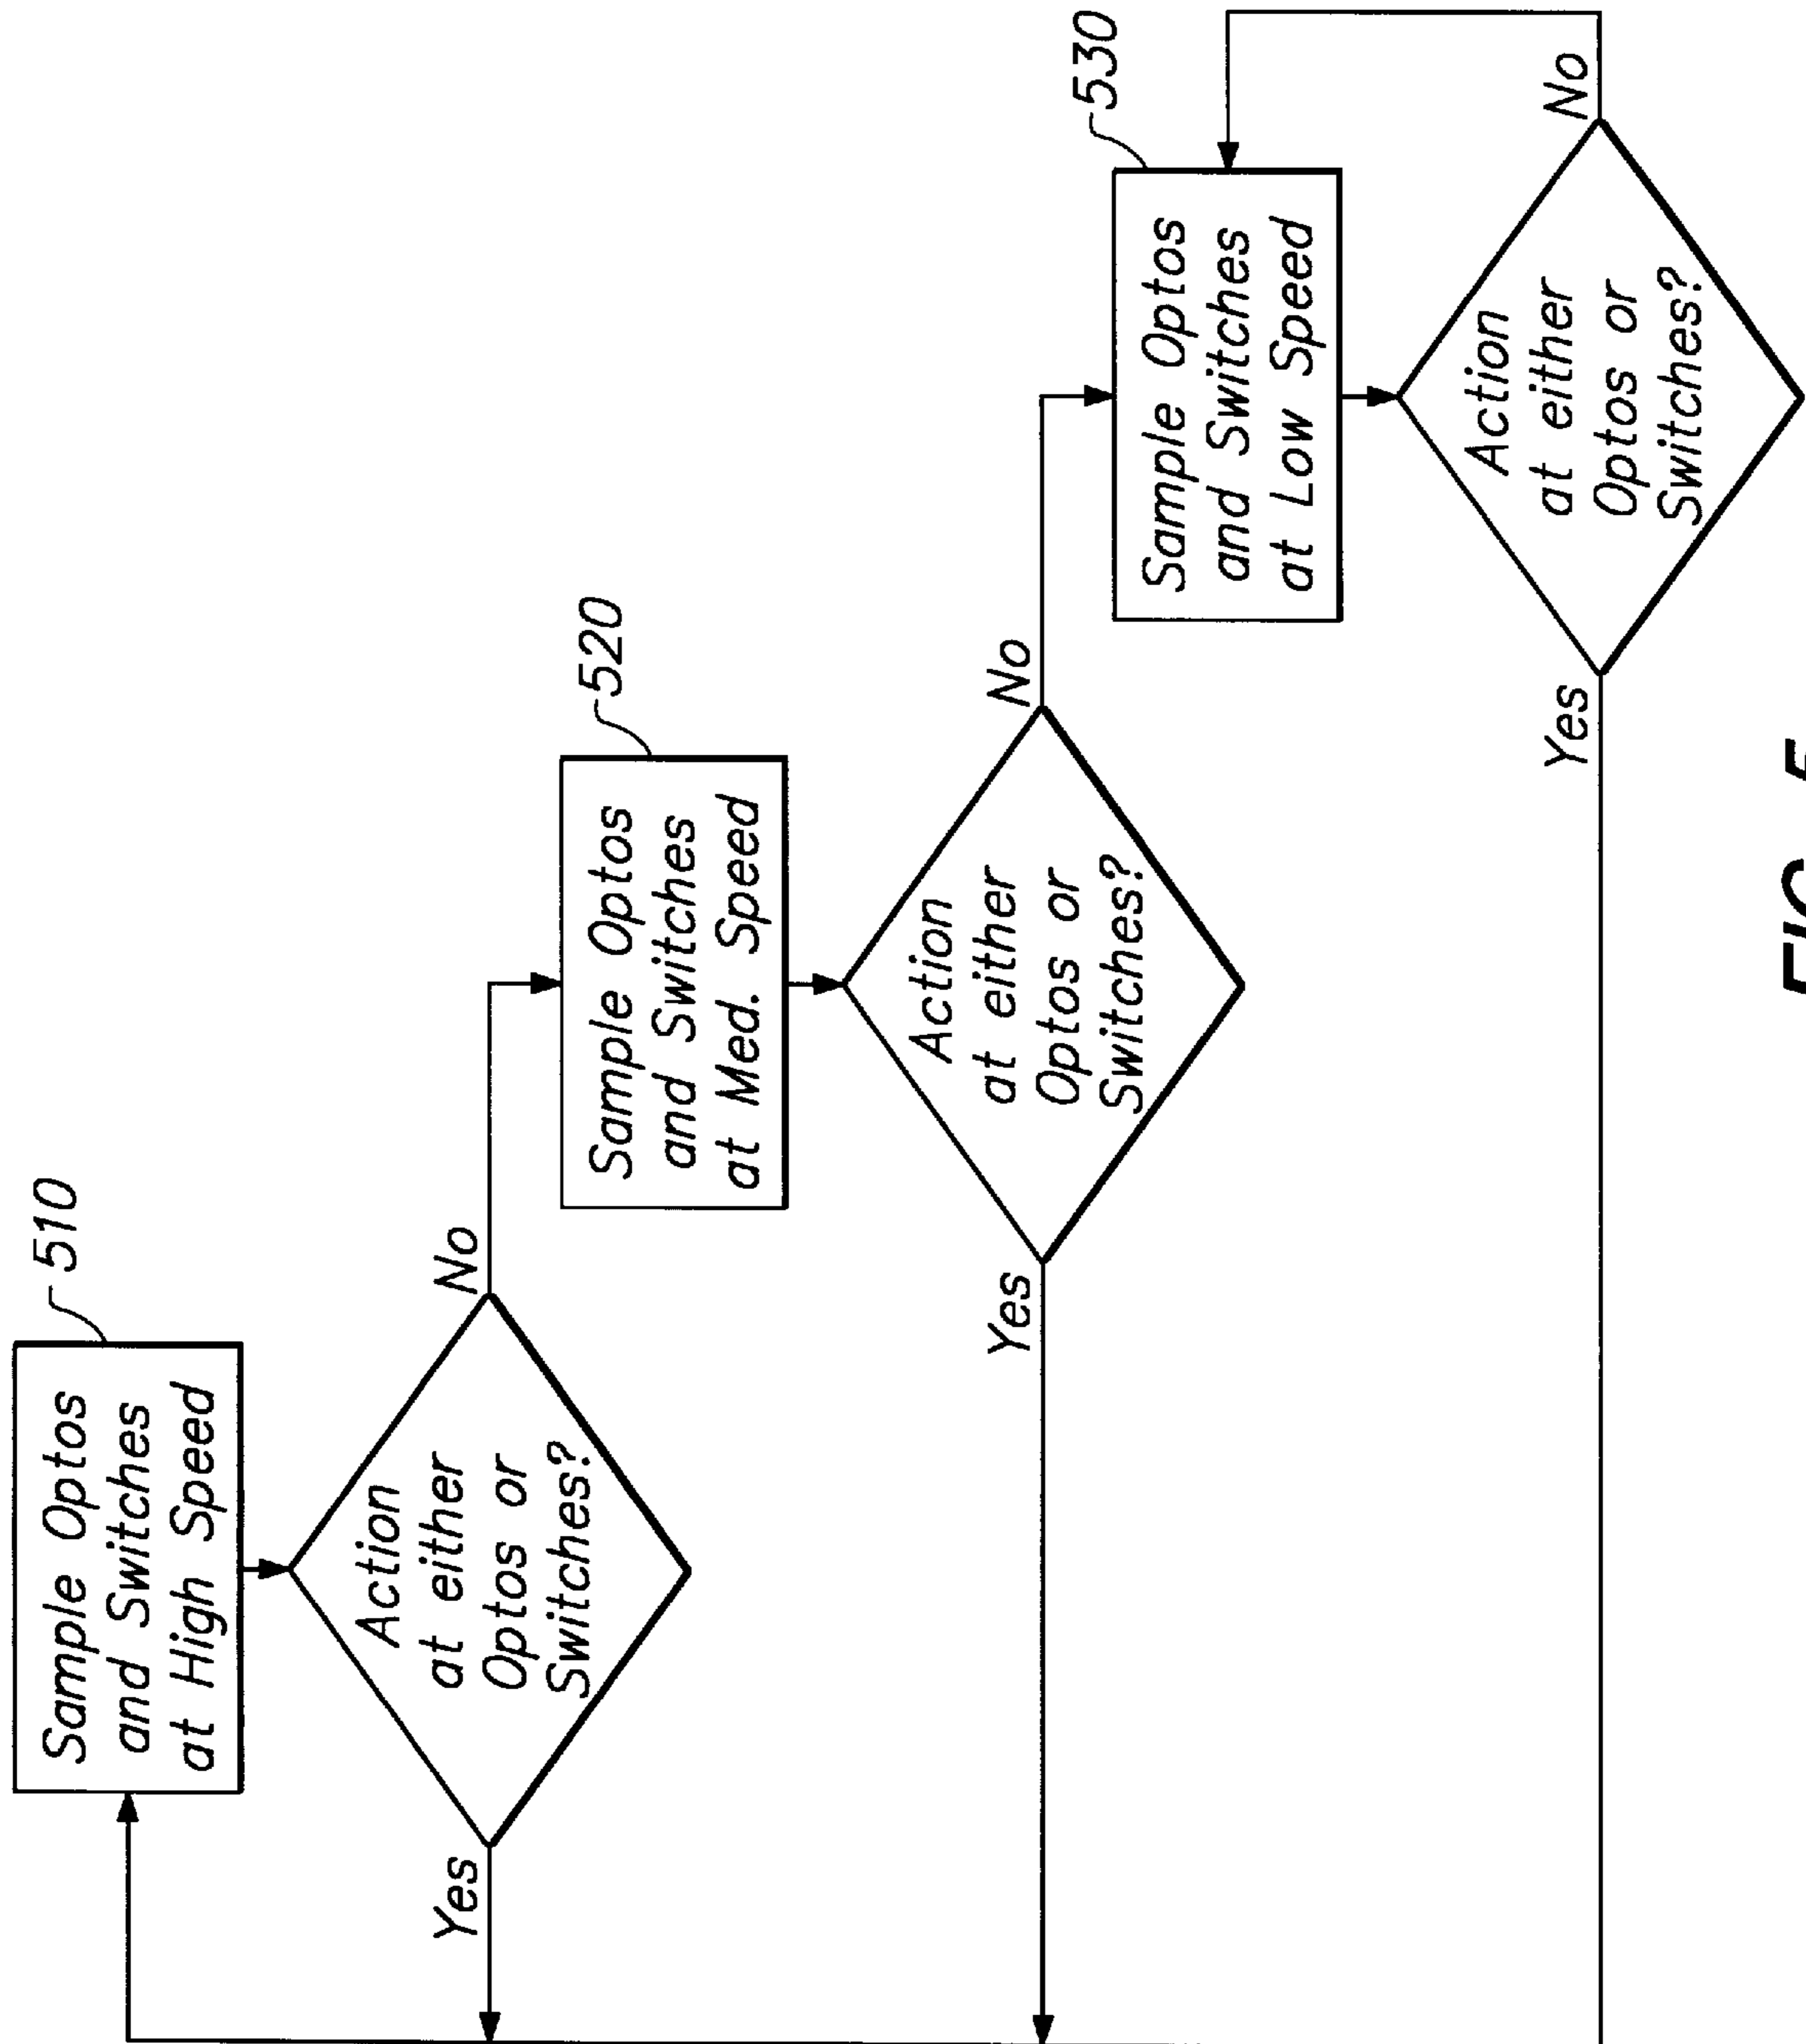 510
Sample Optos
and Switches
at High Speed
Action
at either
Optos or
Switches?
Yes
No
520
Sample Optos
and Switches
at Med. Speed
Action
at either
Optos or
Switches?
Yes
No
530
Sample Optos
and Switches
at Low Speed
Action
at either
Optos or
Switches?
Yes
No
FIG. 5